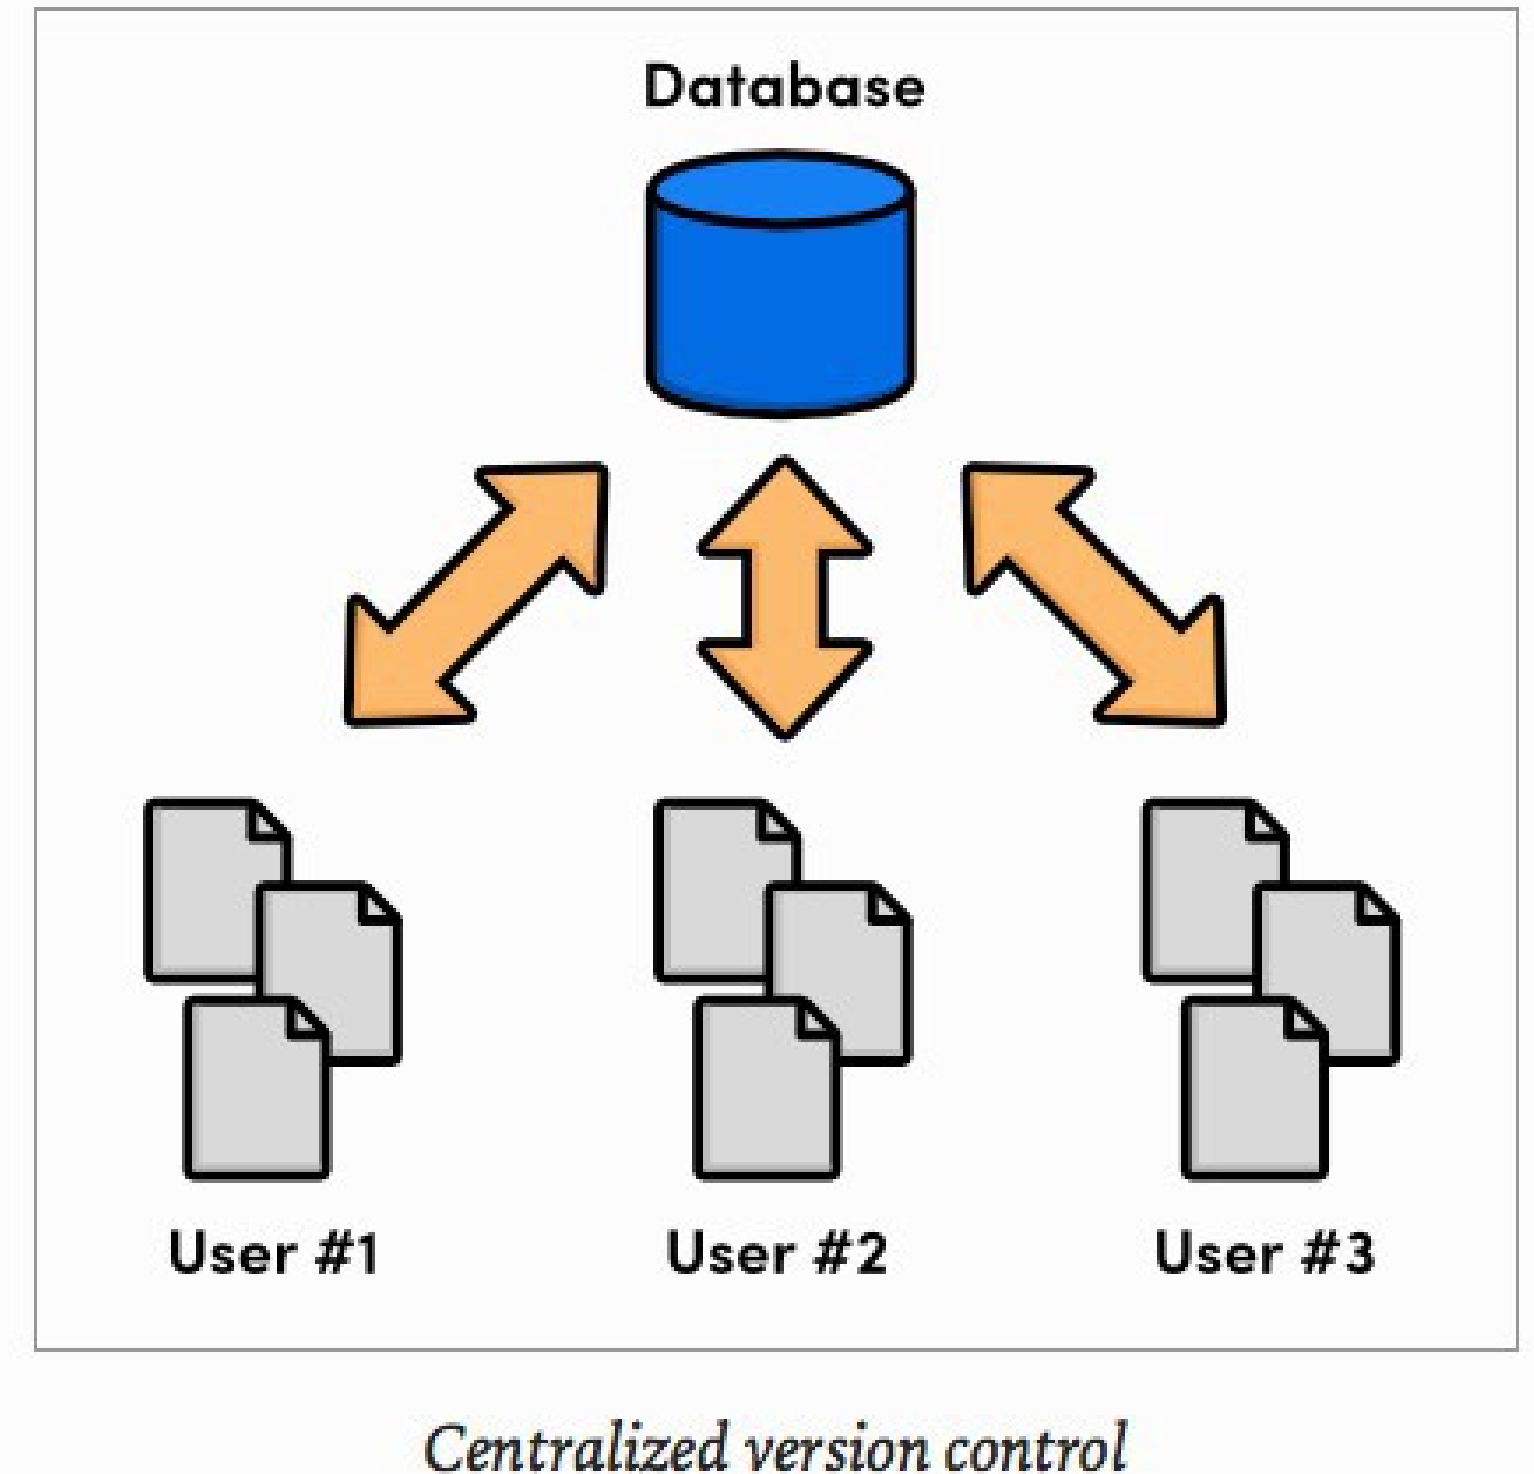 Database
User #1 User #2 User #3
Centralized version control